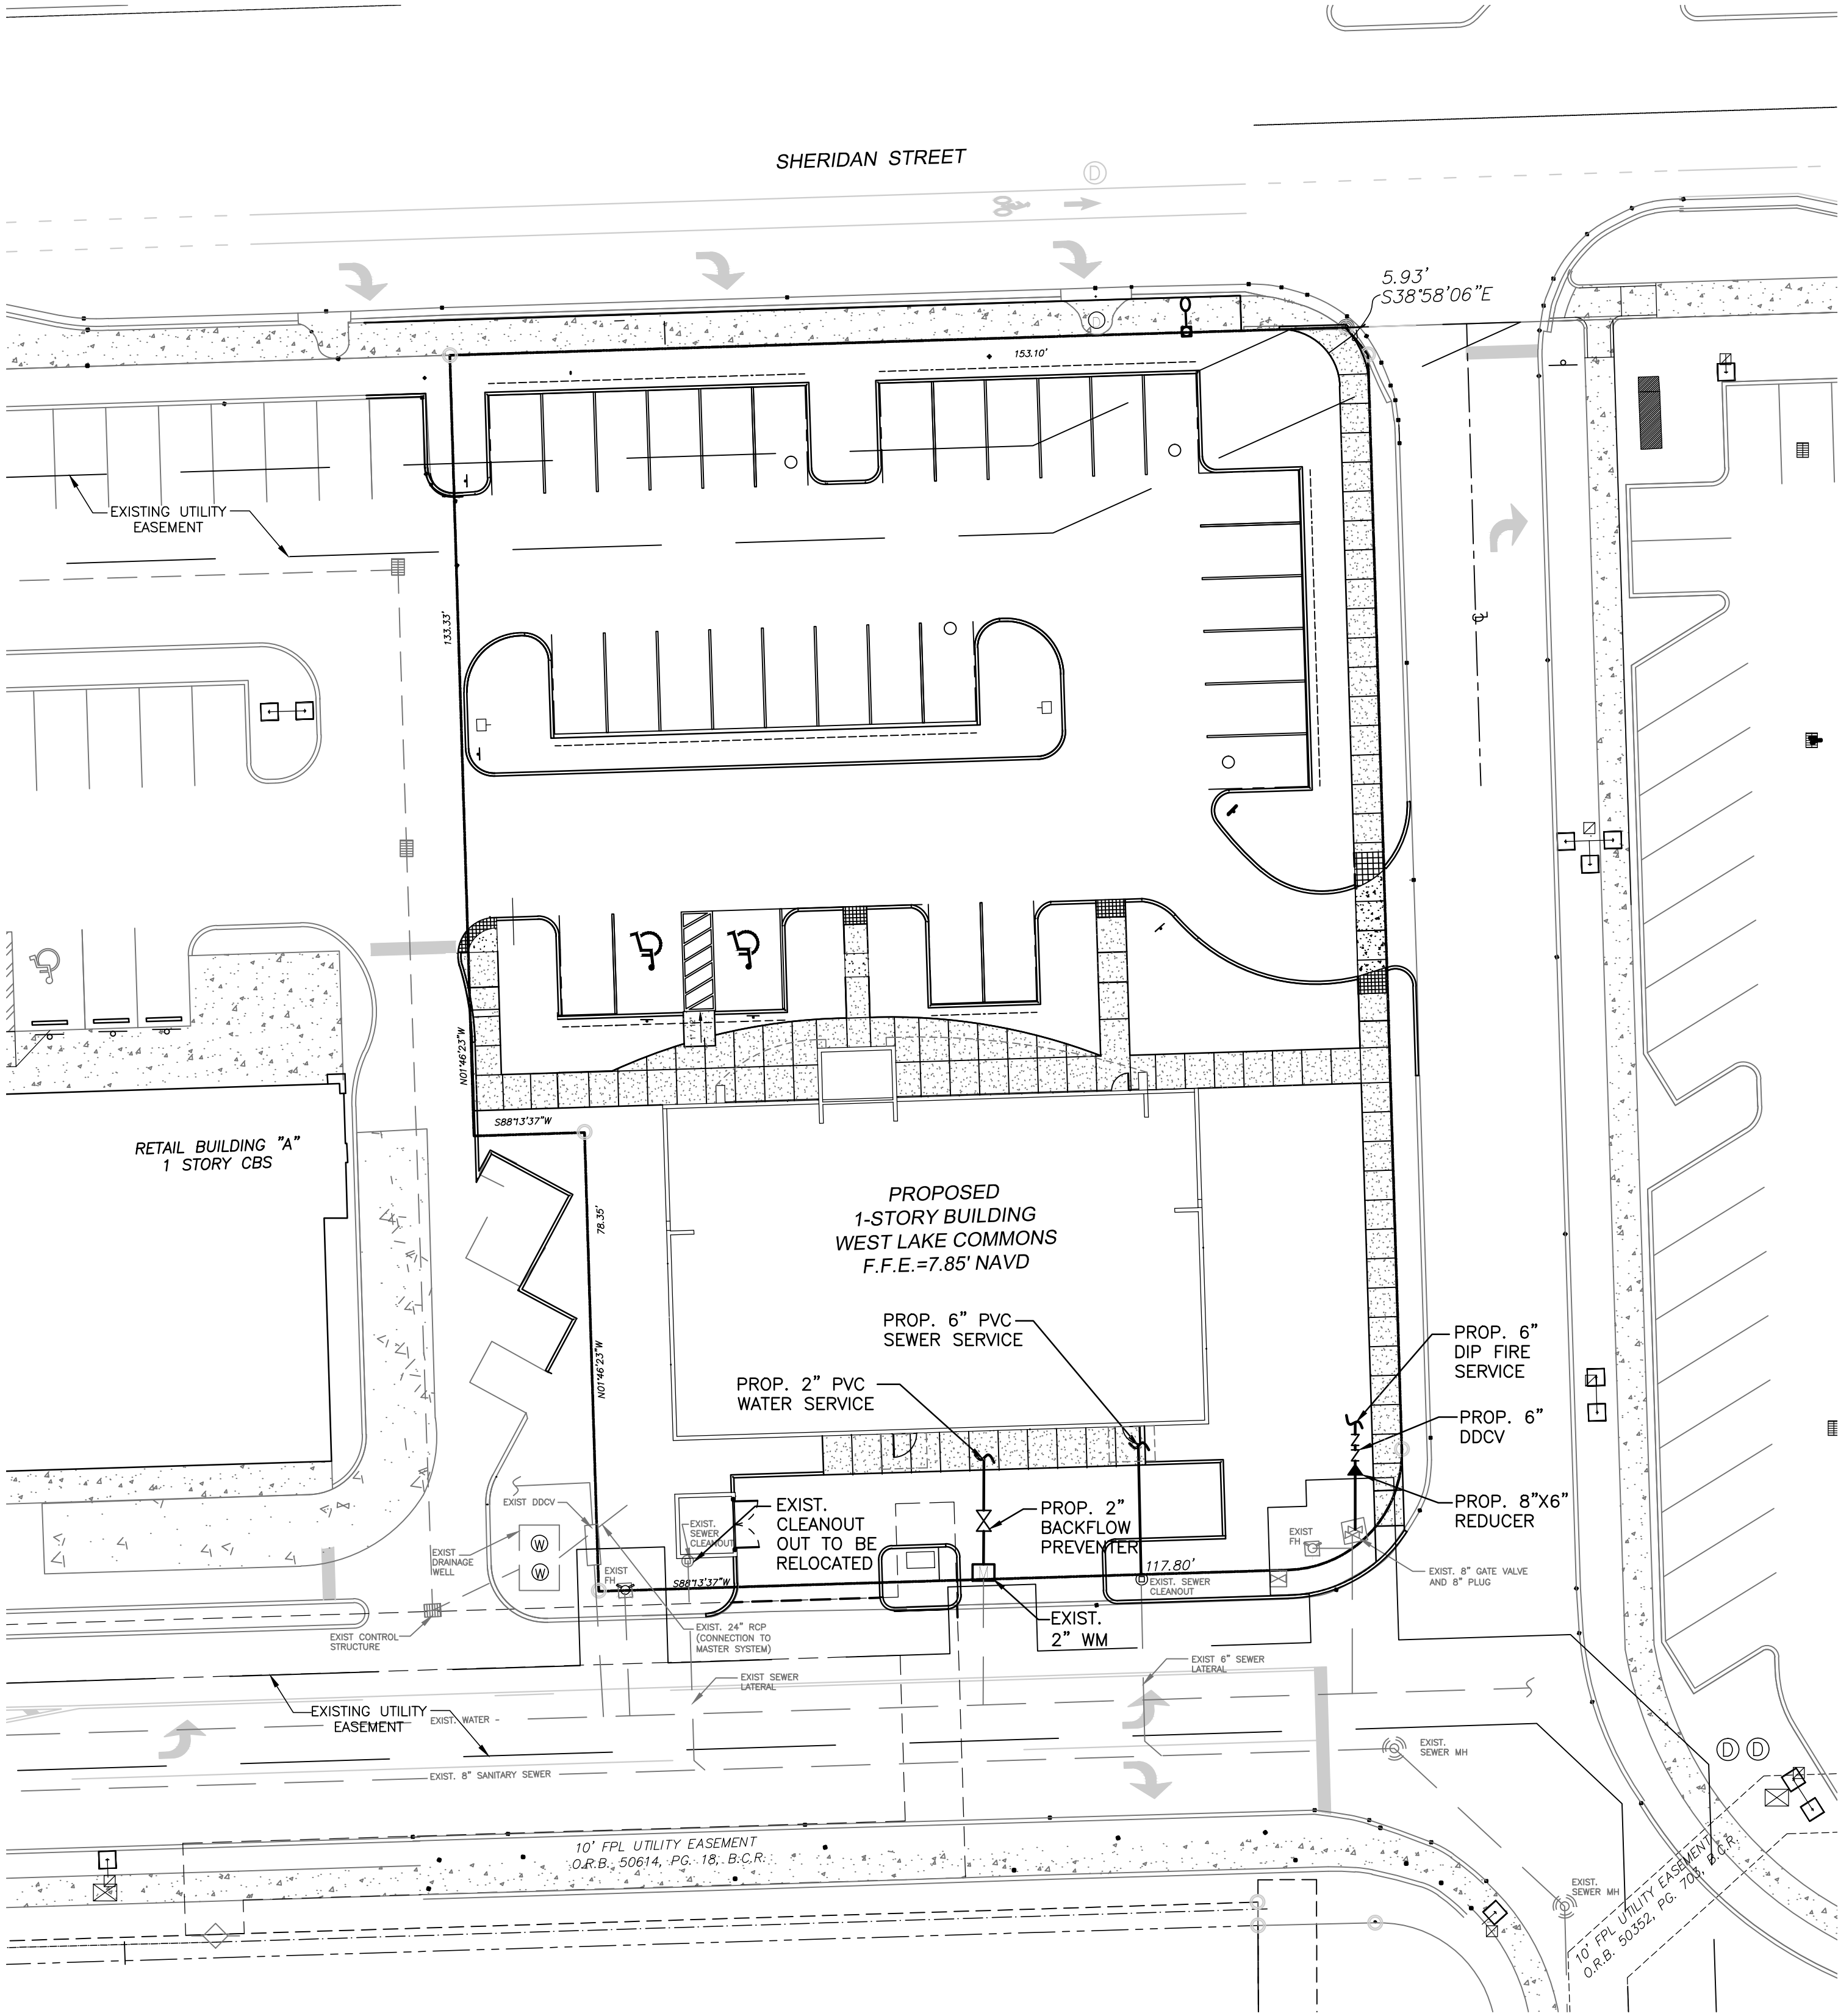 SHERIDAN STREET
D
5.93'
S38°58'06"E
D
153.10'
EXISTING UTILITY
EASEMENT
133.33'
N01°46'23"W
S88°13'37"W
RETAIL BUILDING "A"
1 STORY CBS
78.35'
N01°46'23"W
PROPOSED
1-STORY BUILDING
WEST LAKE COMMONS
F.F.E.=7.85' NAVD
PROP. 6" PVC
SEWER SERVICE
PROP. 2" PVC
WATER SERVICE
PROP. 6"
DIP FIRE
SERVICE
PROP. 6"
DDCV
PROP. 8"X6"
REDUCER
EXIST DDCV
EXIST.
SEWER
CLEANOUT
EXIST.
CLEANOUT
OUT TO BE
RELOCATED
PROP. 2"
BACKFLOW
PREVENTER
EXIST
FH
EXIST
DRAINAGE
WELL
W
W
EXIST
FH
S88°13'37"W
M
117.80'
EXIST. SEWER
CLEANOUT
EXIST. 8" GATE VALVE
AND 8" PLUG
EXIST CONTROL
STRUCTURE
EXIST. 24" RCP
(CONNECTION TO
MASTER SYSTEM)
EXIST.
2" WM
EXIST SEWER
LATERAL
EXIST 6" SEWER
LATERAL
EXISTING UTILITY
EASEMENT
EXIST. WATER
EXIST. 8" SANITARY SEWER
EXIST.
SEWER MH
D D
10' FPL UTILITY EASEMENT
O.R.B. 50614, PG. 18, B.C.R.
EXIST.
SEWER MH
10' FPL UTILITY EASEMENT
O.R.B. 50352, PG. 703, B.C.R.